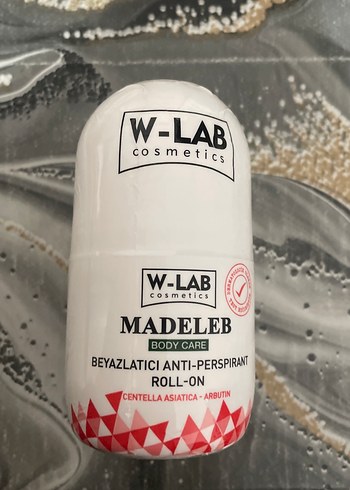 W-LAB
cosmetics
W-LAB
cosmetics
MADELEB
BODY CARE
BEYAZLATICI ANTI-PERSPIRANT
ROLL-ON
CENTELLA ASIATICA - ARBUTIN